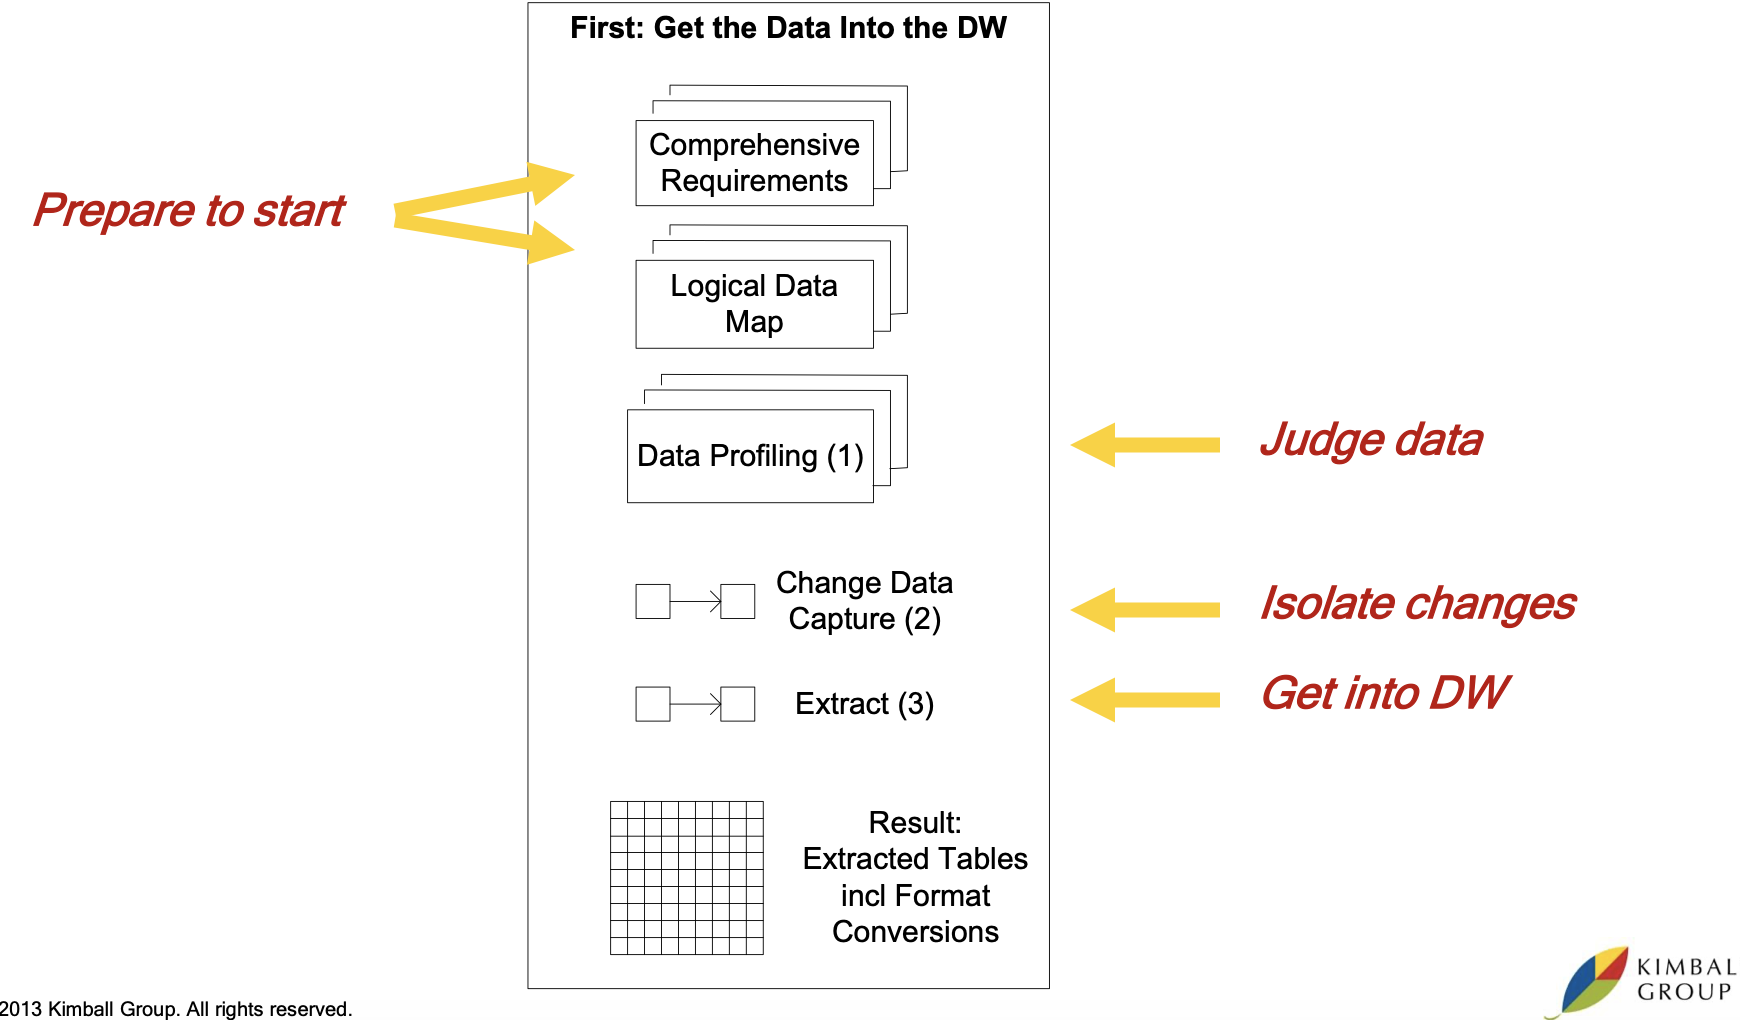 First: Get the Data Into the DW
Comprehensive
Requirements
Prepare to start
Logical Data
Map
Data Profiling (1)
Judge data
Change Data
Capture (2)
Isolate changes
Extract (3)
Get into DW
Result:
Extracted Tables
incl Format
Conversions
KIMBAL
GROUP
2013 Kimball Group. All rights reserved.